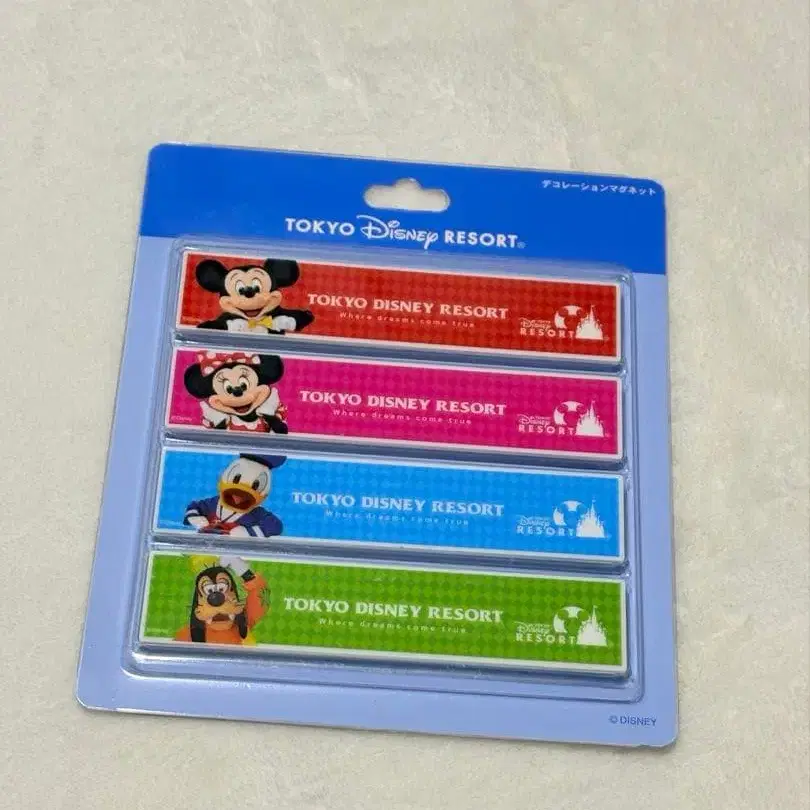 デコレーションマグネット
TOKYO Disney RESORT®
TOKYO DISNEY RESORT
Where dreams come true
Disney
RESORT
TOKYO DISNEY RESORT
Where dreams come true
Disney
RESORT
©Disney
TOKYO DISNEY RESORT
Where dreams come true
Disney
RESORT
TOKYO DISNEY RESORT
Where dreams come true
Disney
RESORT
© DISNEY